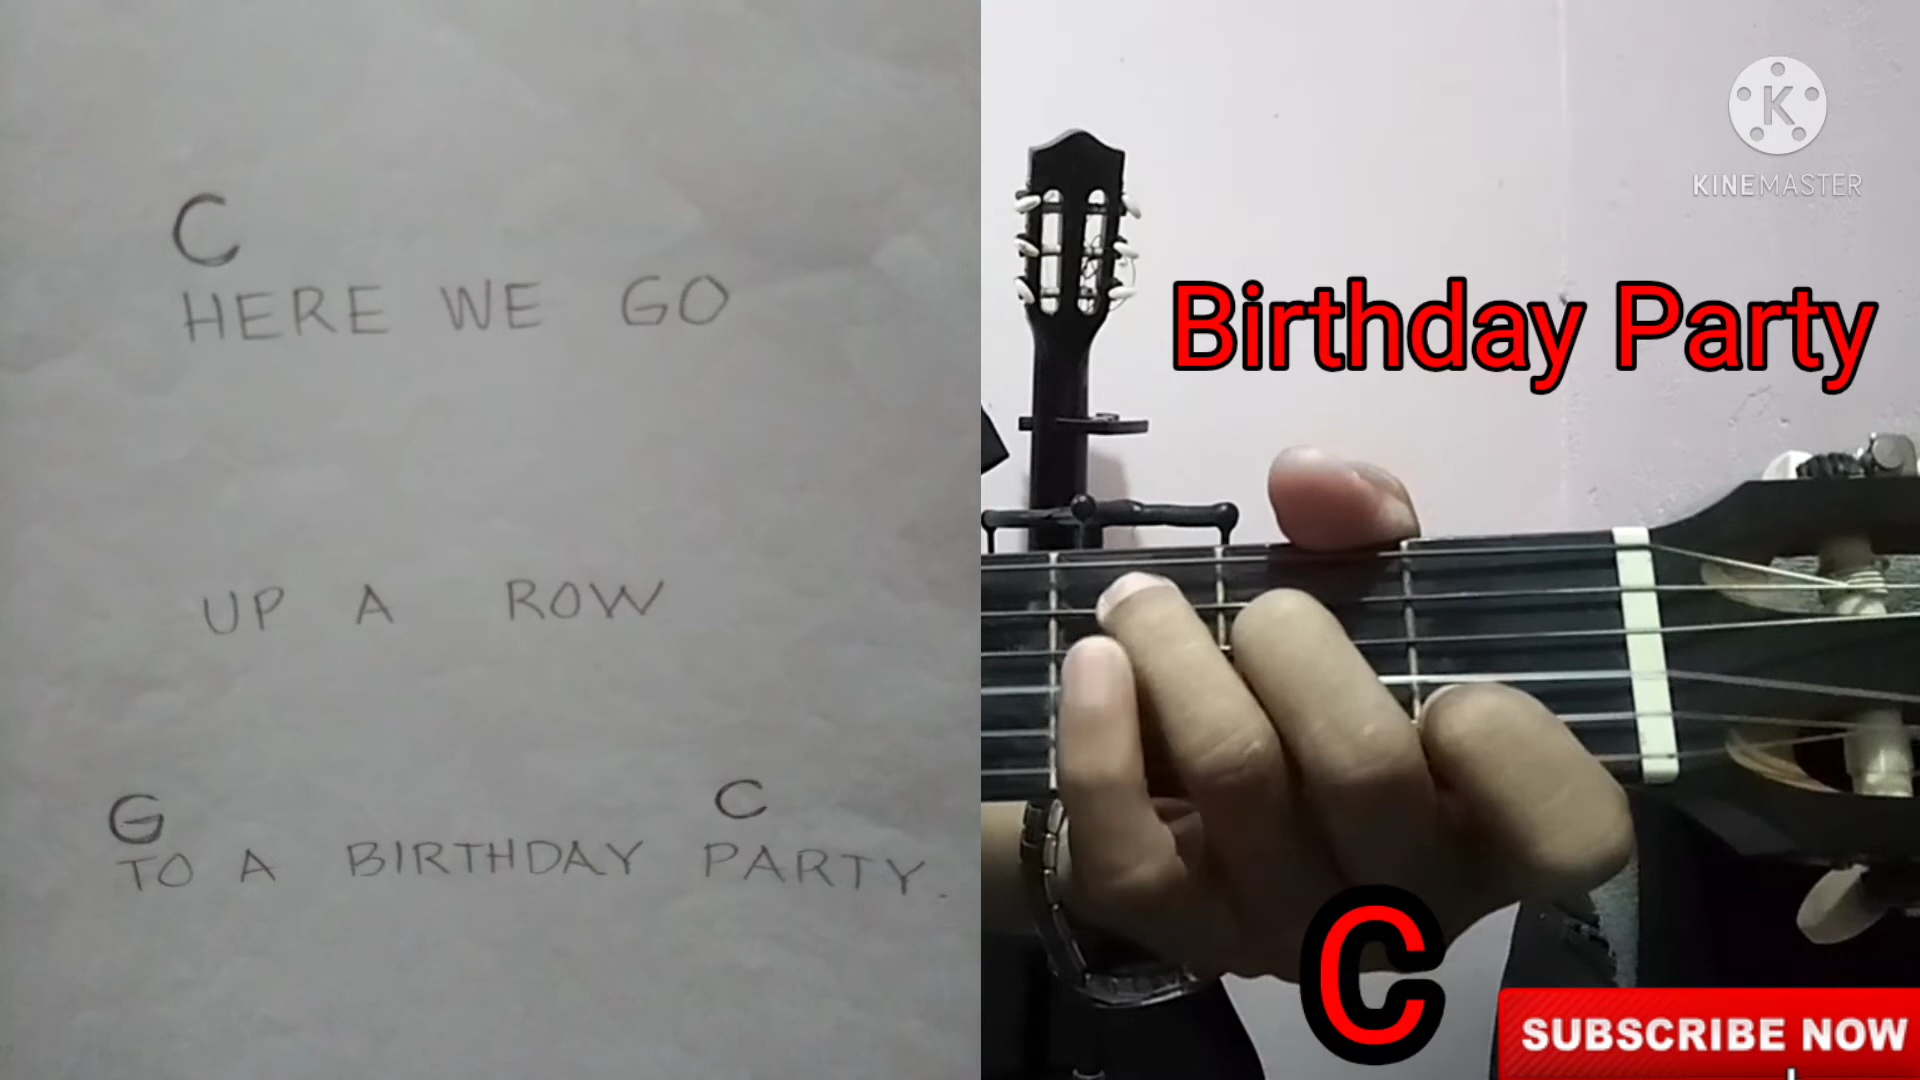 C
HERE WE GO
UP A ROW
G C
TO A BIRTHDAY PARTY.
K
KINEMASTER
Birthday Party
C
SUBSCRIBE NOW